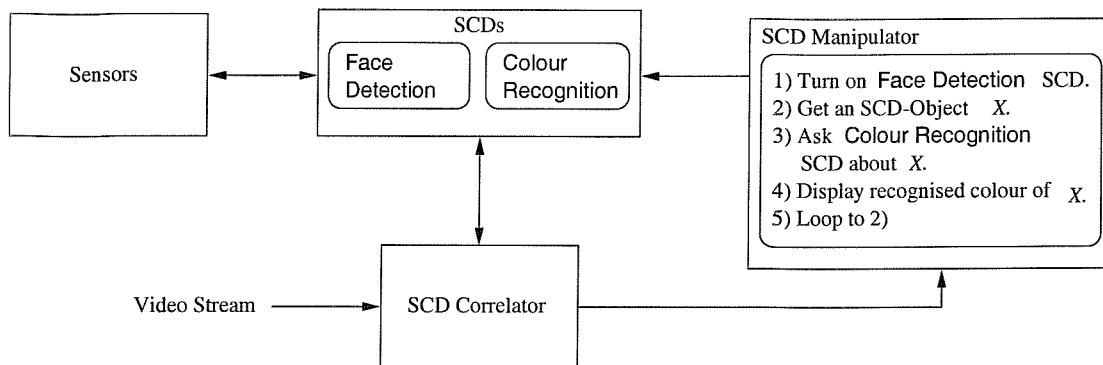 Sensors
SCDs
Face
Detection
Colour
Recognition
SCD Manipulator
1) Turn on Face Detection SCD.
2) Get an SCD-Object X.
3) Ask Colour Recognition
SCD about X.
4) Display recognised colour of X.
5) Loop to 2)
Video Stream
SCD Correlator